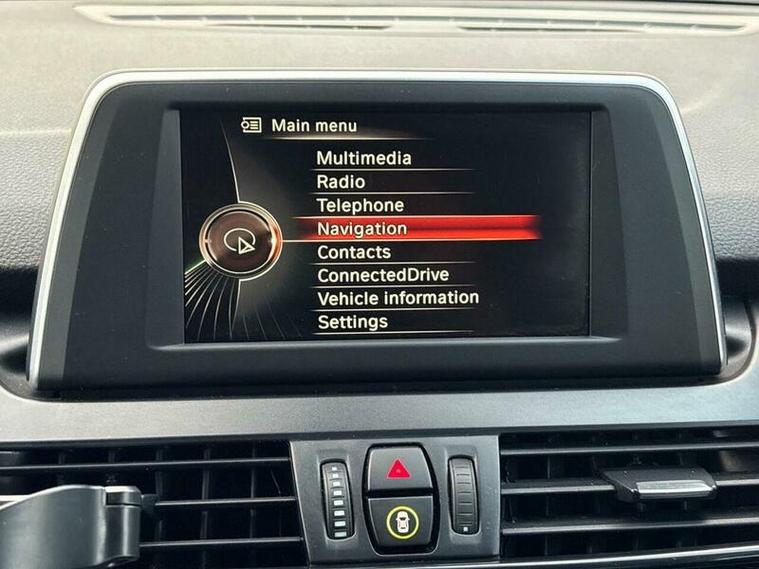 Main menu
Multimedia
Radio
Telephone
Navigation
Contacts
ConnectedDrive
Vehicle information
Settings